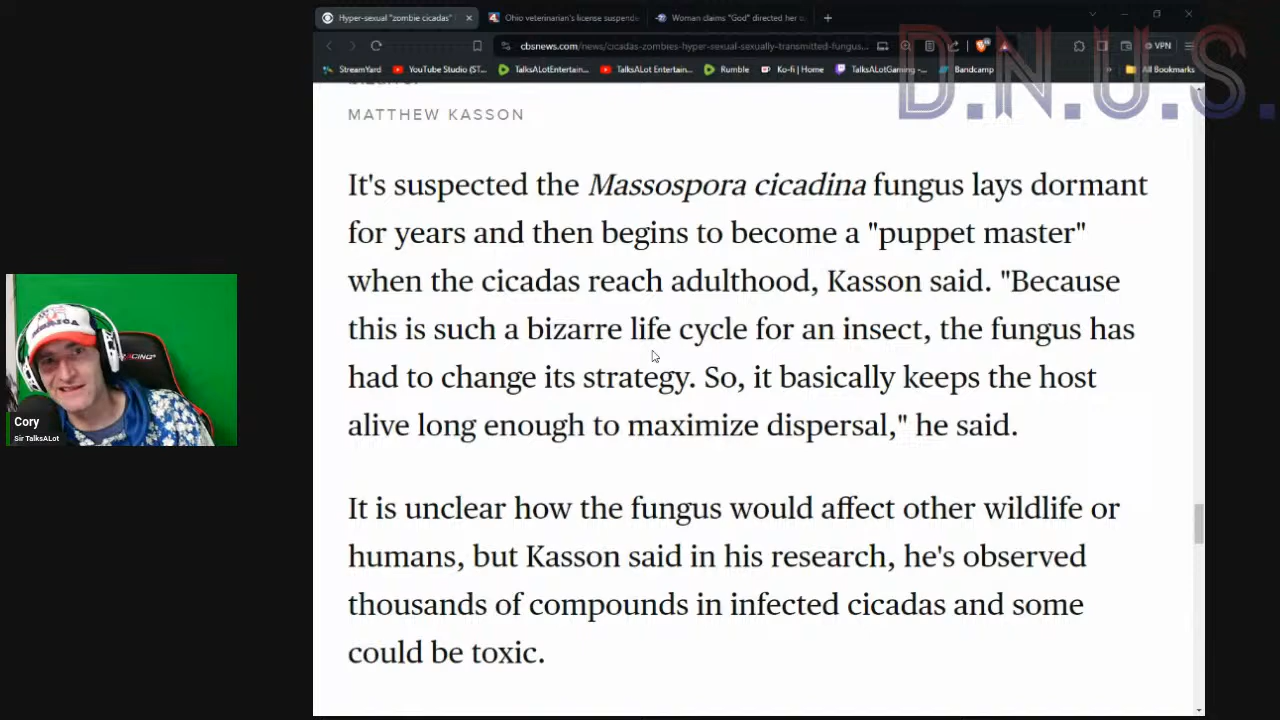 Hyper-sexual "zombie cicadas"
Ohio veterinarian's license suspende
Woman claims "God" directed her
cbsnews.com/news/cicadas-zombies-hyper-sexual-sexually-transmitted-fungus...
VPN
StreamYard
YouTube Studio (ST...
TalksALotEntertain...
TalksALot Entertain...
Rumble
Ko-fi | Home
TalksALotGaming -...
Bandcamp
All Bookmarks
D.N.U.S.
MATTHEW KASSON
It's suspected the Massospora cicadina fungus lays dormant
for years and then begins to become a "puppet master"
when the cicadas reach adulthood, Kasson said. "Because
this is such a bizarre life cycle for an insect, the fungus has
had to change its strategy. So, it basically keeps the host
alive long enough to maximize dispersal," he said.
It is unclear how the fungus would affect other wildlife or
humans, but Kasson said in his research, he's observed
thousands of compounds in infected cicadas and some
could be toxic.
Cory
Sir TalksALot